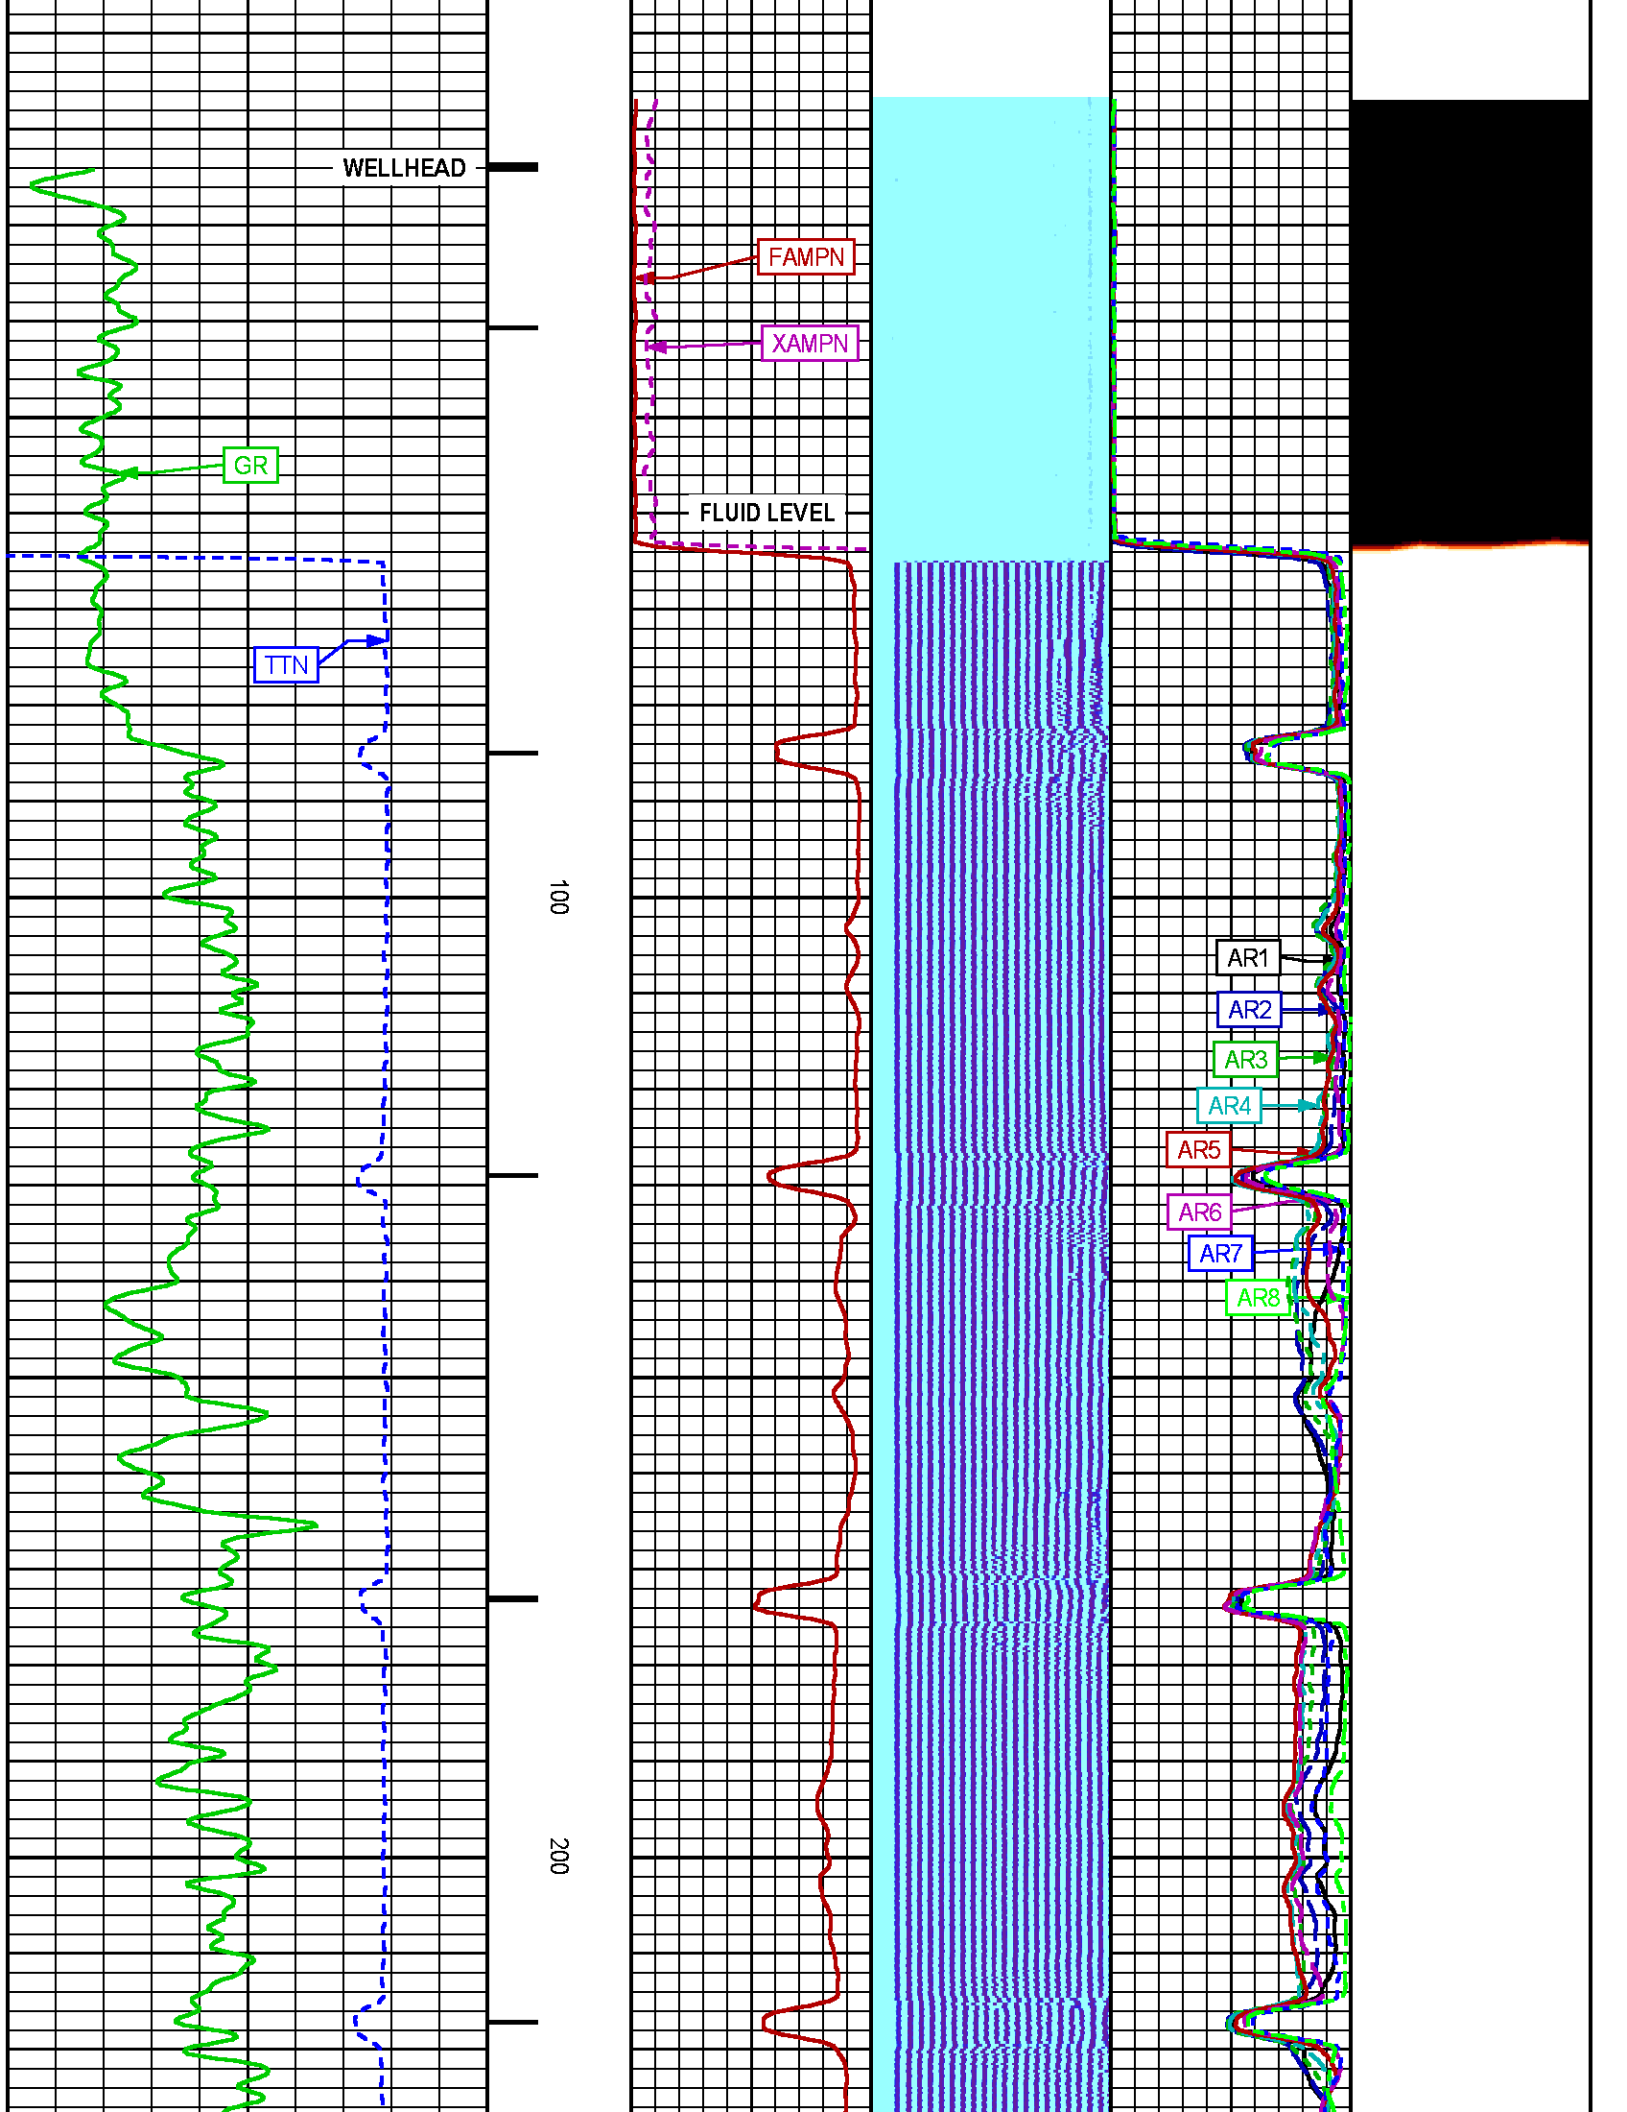 WELLHEAD
FAMPN
XAMPN
GR
FLUID LEVEL
TTN
100
AR1
AR2
AR3
AR4
AR5
AR6
AR7
AR8
200